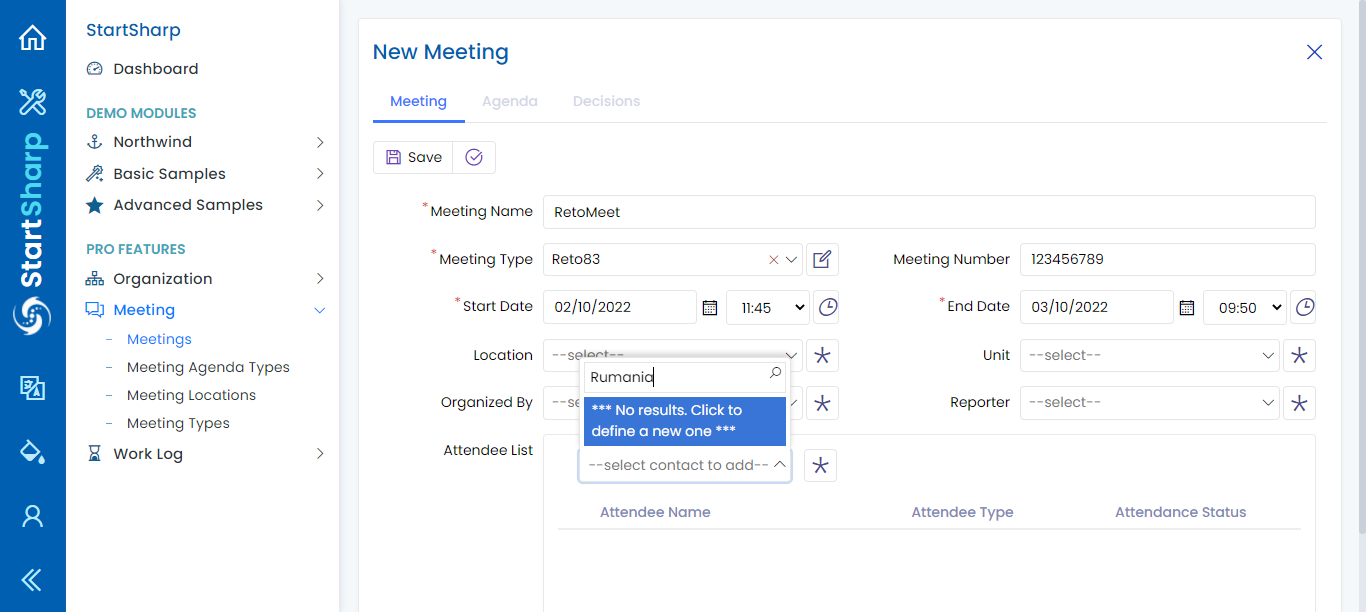 StartSharp
StartSharp
Dashboard
DEMO MODULES
Northwind
Basic Samples
Advanced Samples
PRO FEATURES
Organization
Meeting
Meetings
Meeting Agenda Types
Meeting Locations
Meeting Types
Work Log
New Meeting
Meeting Agenda Decisions
Save
*Meeting Name RetoMeet
*Meeting Type Reto83 Meeting Number 123456789
*Start Date 02/10/2022 11:45 *End Date 03/10/2022 09:50
Location --select-- Unit --select--
Rumania
Organized By --se Reporter --select--
*** No results. Click to
define a new one ***
Attendee List
--select contact to add--
Attendee Name Attendee Type Attendance Status